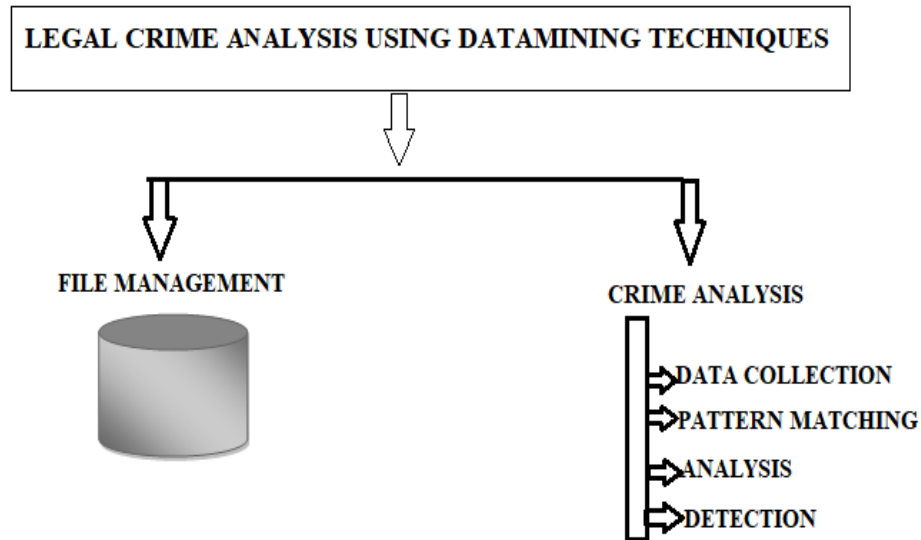 LEGAL CRIME ANALYSIS USING DATAMINING TECHNIQUES
FILE MANAGEMENT
CRIME ANALYSIS
DATA COLLECTION
PATTERN MATCHING
ANALYSIS
DETECTION